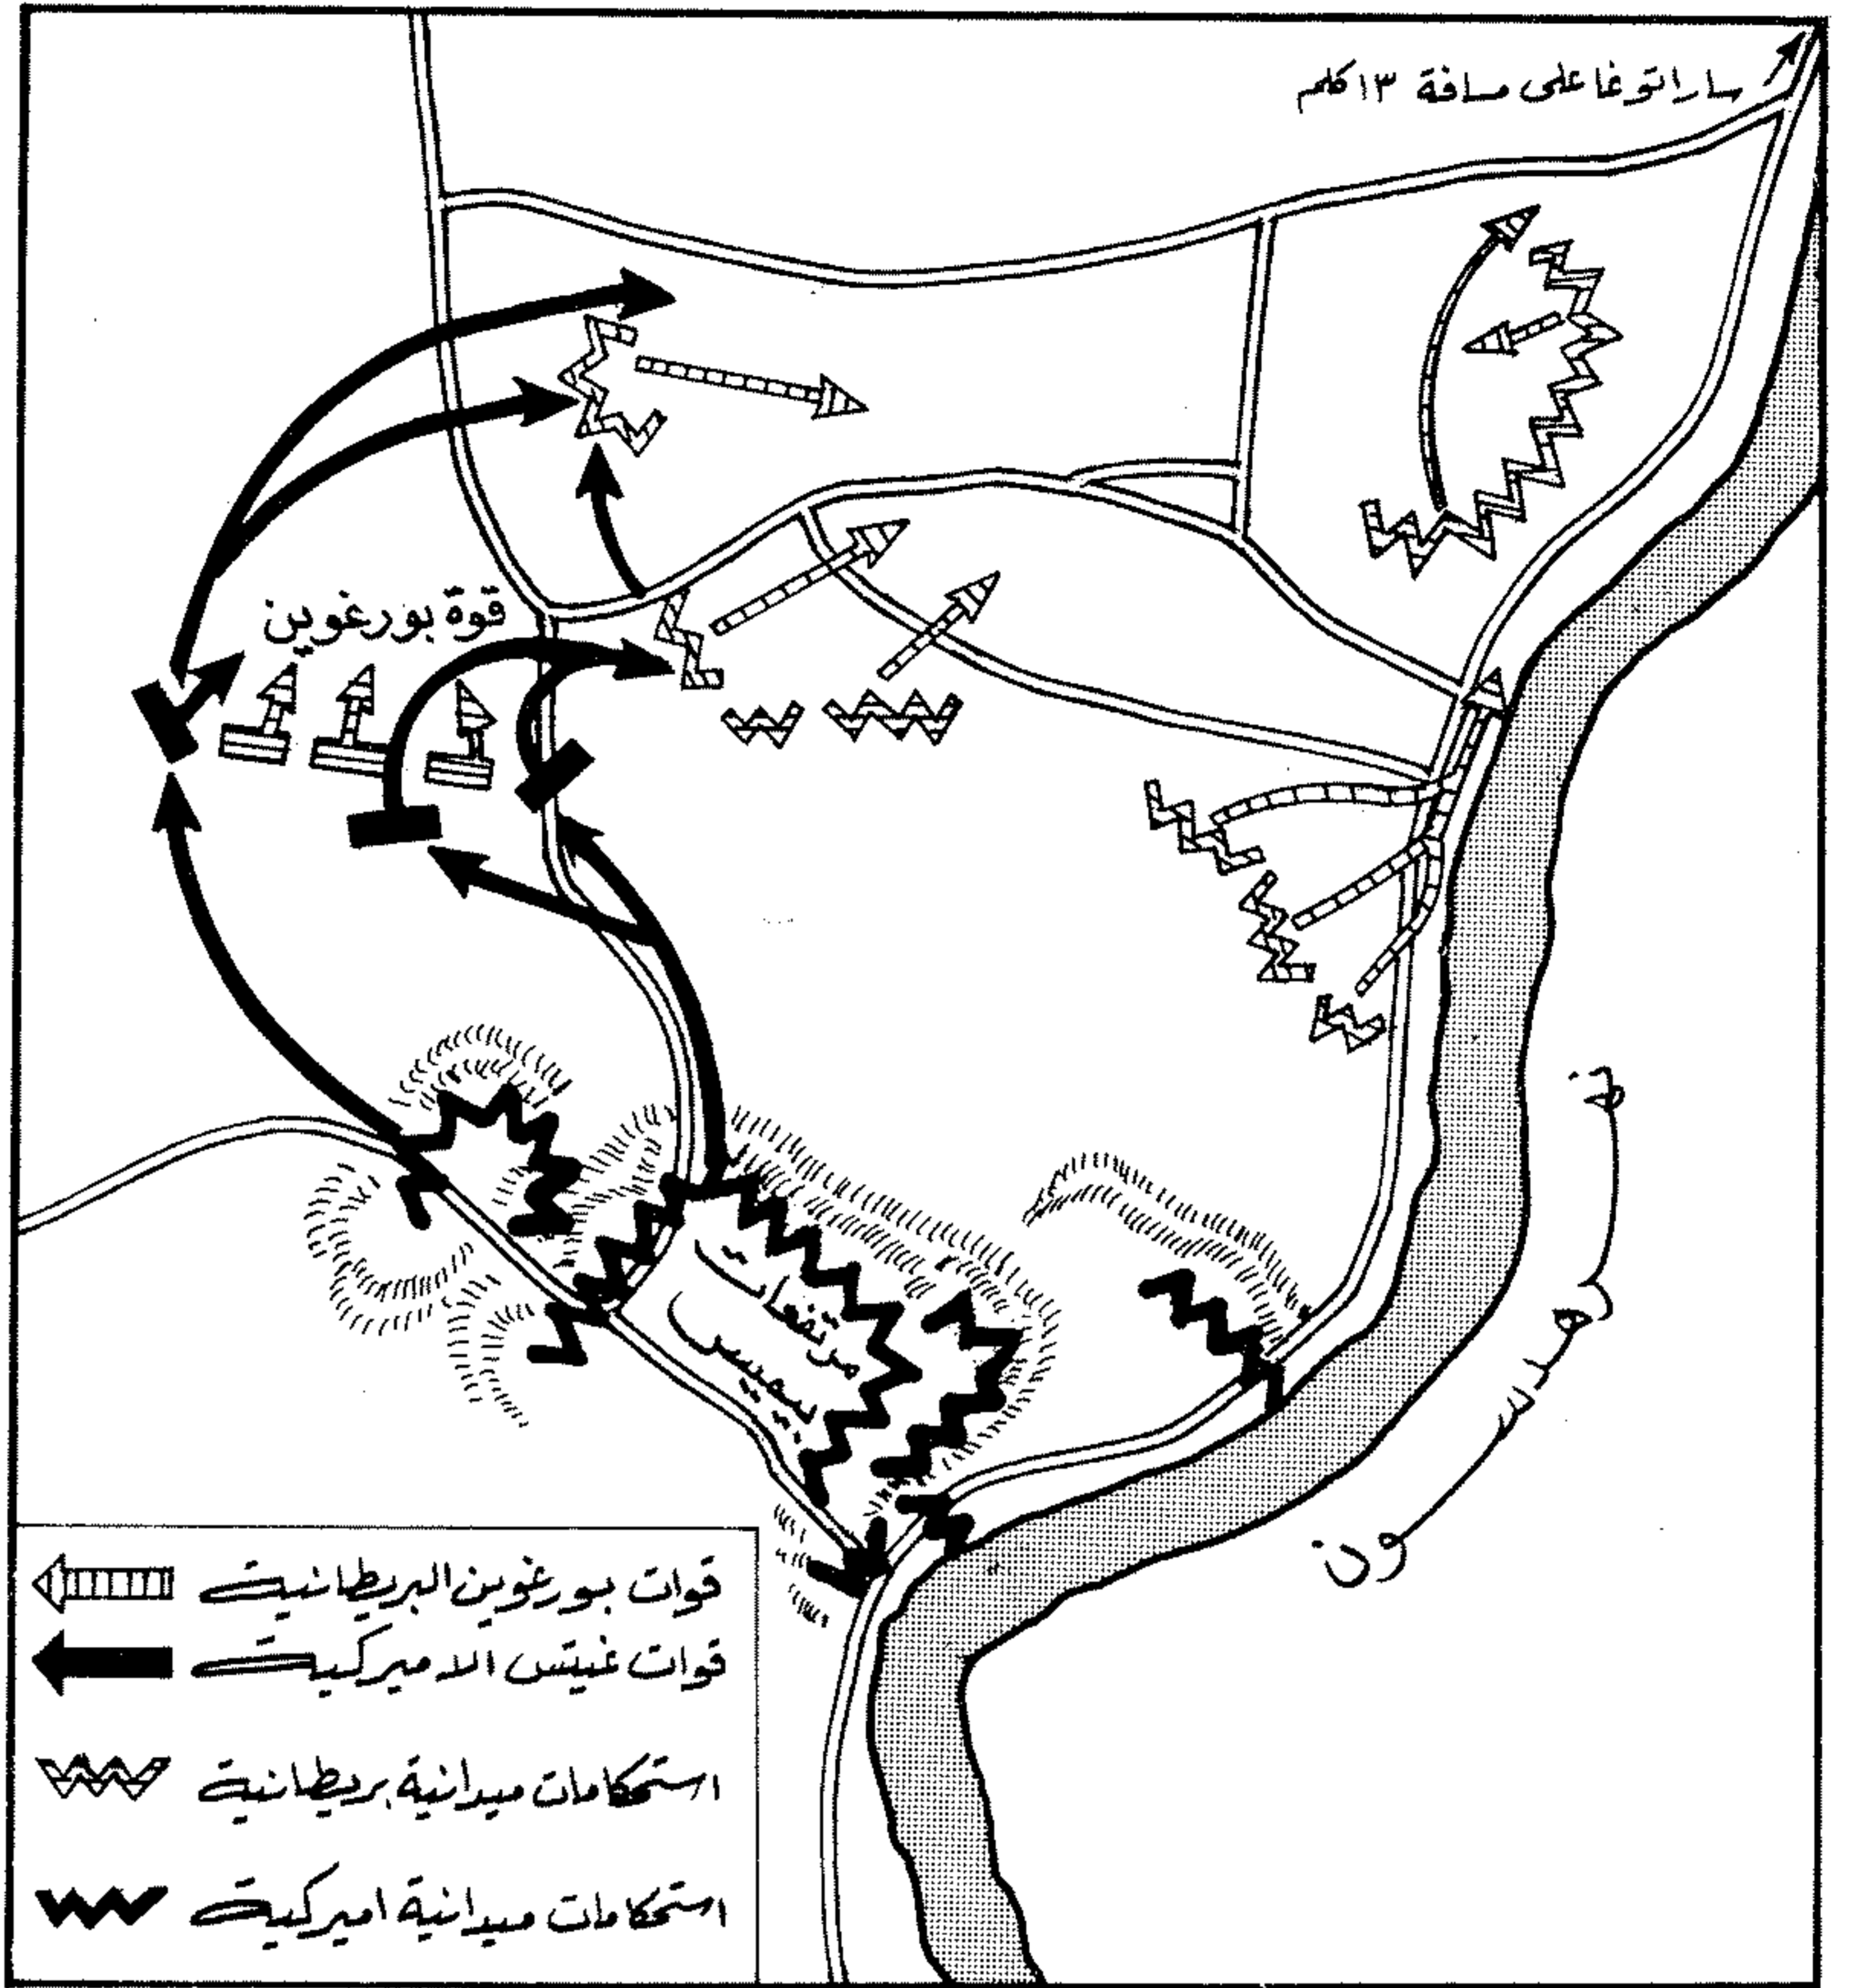 ساراتوغا على مسافة ١٣ كلم
قوة بورغوين
مرتفعات
بيميس
ن. هدسون
قوات بورغوين البريطانية
قوات غيتس الاميركية
استحكامات ميدانية بريطانية
استحكامات ميدانية اميركية